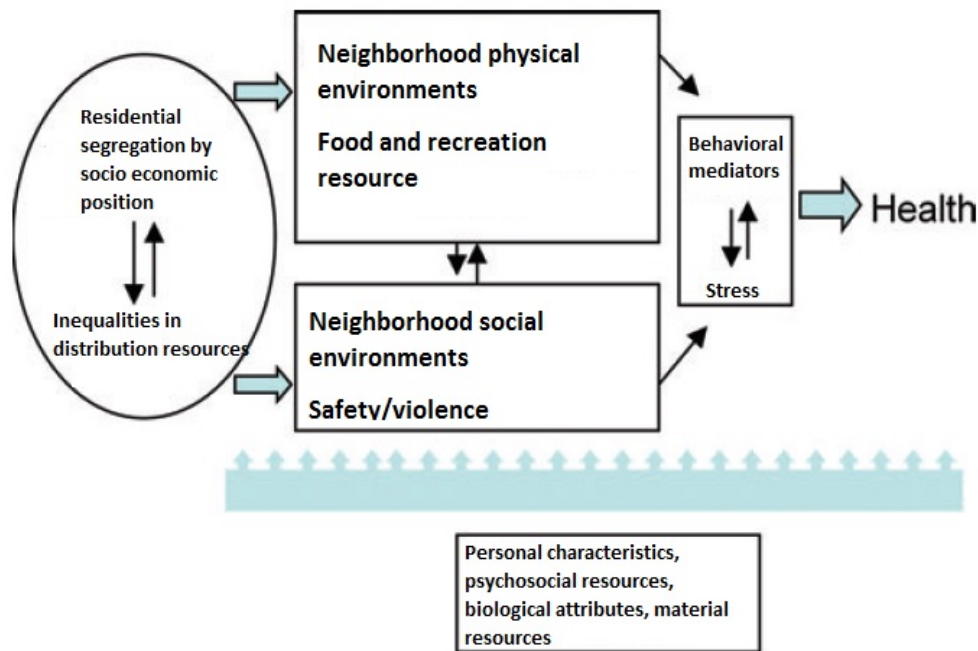 Residential
segregation by
socio economic
position
Inequalities in
distribution resources
Neighborhood physical
environments
Food and recreation
resource
Neighborhood social
environments
Safety/violence
Behavioral
mediators
Stress
Health
Personal characteristics,
psychosocial resources,
biological attributes, material
resources